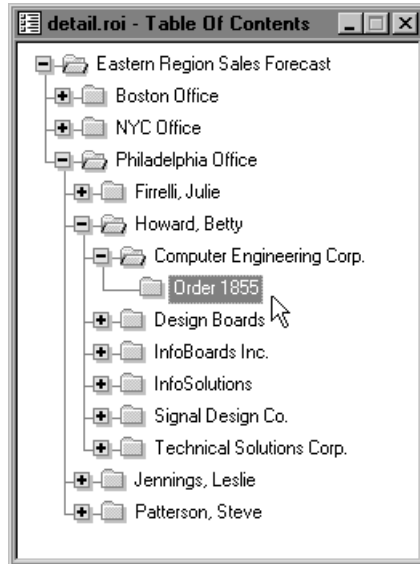 detail.roi - Table Of Contents
Eastern Region Sales Forecast
Boston Office
NYC Office
Philadelphia Office
Firrelli, Julie
Howard, Betty
Computer Engineering Corp.
Order 1855
Design Boards
InfoBoards Inc.
InfoSolutions
Signal Design Co.
Technical Solutions Corp.
Jennings, Leslie
Patterson, Steve